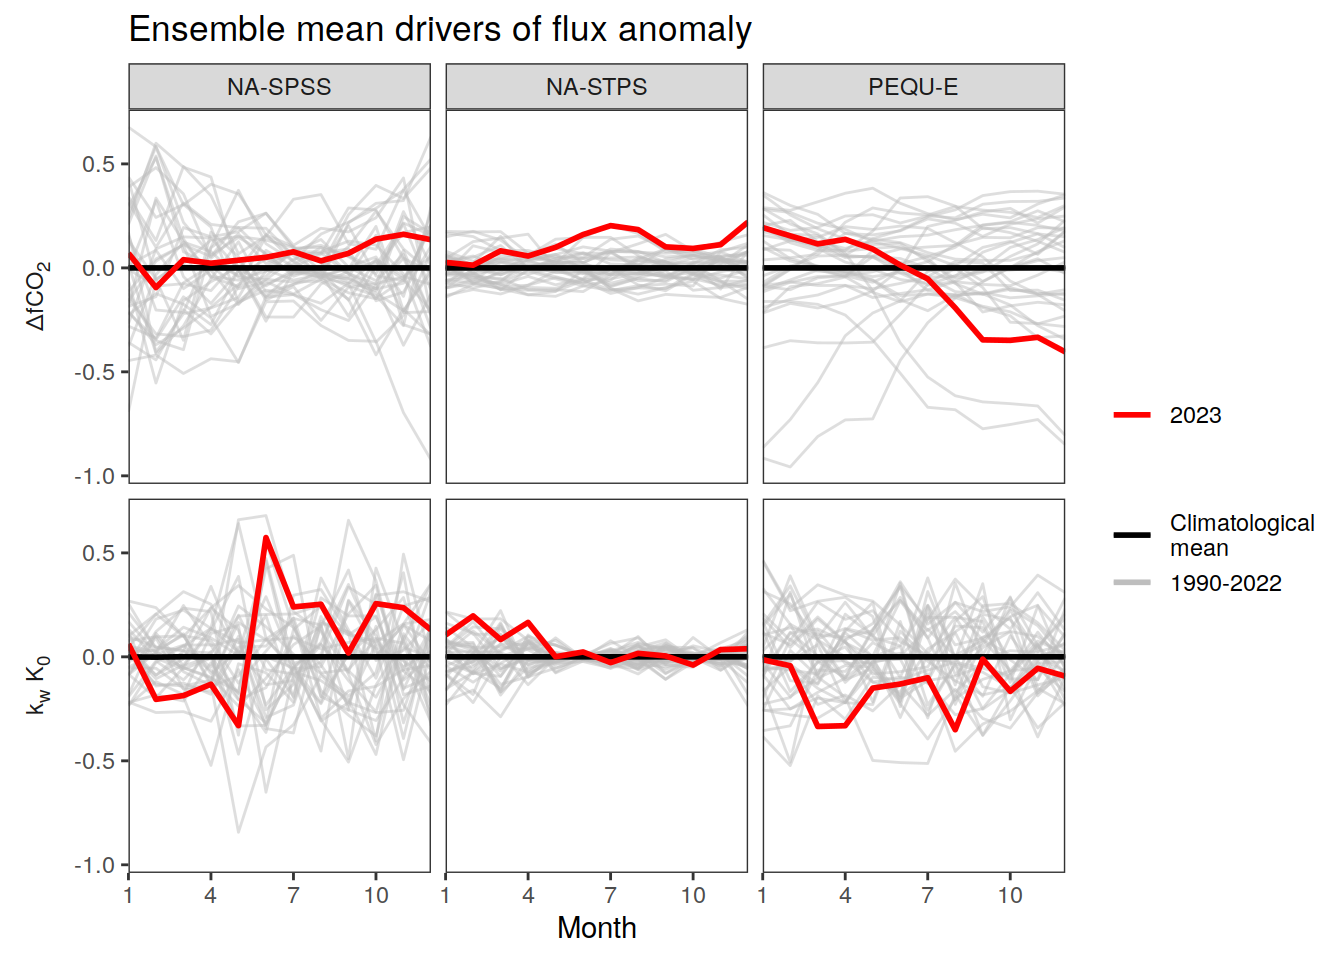 Ensemble mean drivers of flux anomaly
NA-SPSS NA-STPS PEQU-E
0.5
0.0
-0.5
-1.0
ΔfCO₂
0.5
0.0
-0.5
-1.0
k_w K₀
1 4 7 10 1 4 7 10 1 4 7 10
Month
2023
Climatological
mean
1990-2022